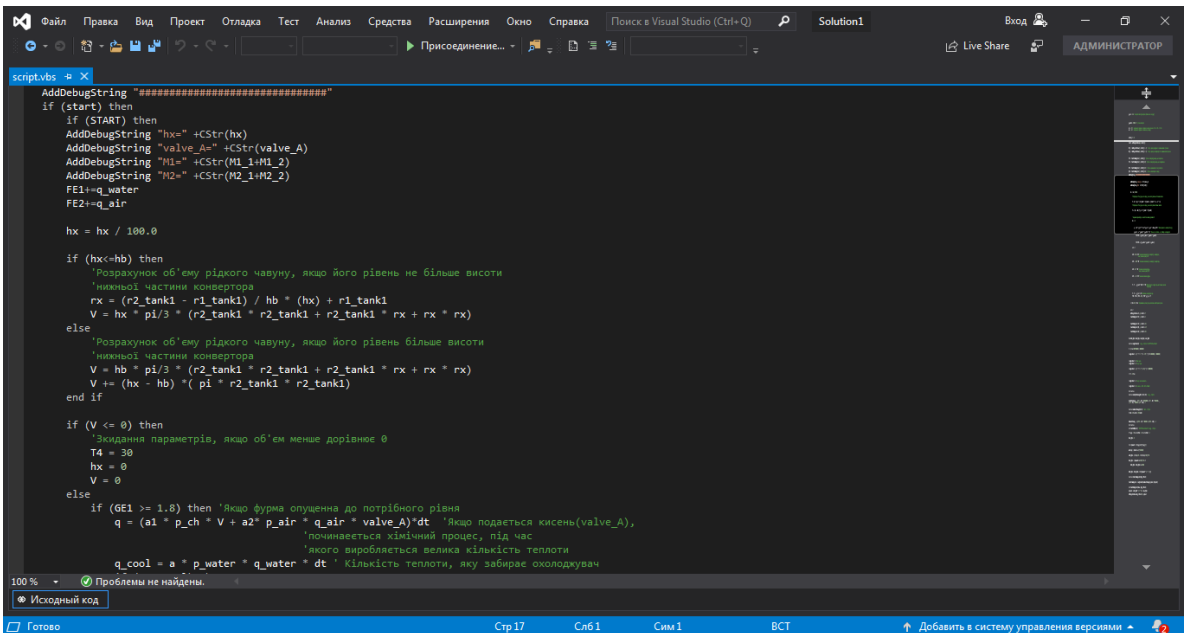 Файл Правка Вид Проект Отладка Тест Анализ Средства Расширения Окно Справка Поиск в Visual Studio (Ctrl+Q) Solution1 Вход
Присоединение... Live Share АДМИНИСТРАТОР
script.vbs
AddDebugString "###############################"
if (start) then
if (START) then
AddDebugString "hx=" +CStr(hx)
AddDebugString "valve_A=" +CStr(valve_A)
AddDebugString "M1=" +CStr(M1_1+M1_2)
AddDebugString "M2=" +CStr(M2_1+M2_2)
FE1+=q_water
FE2+=q_air
hx = hx / 100.0
if (hx<=hb) then
'Розрахунок об'єму рідкого чавуну, якщо його рівень не більше висоти
'нижньої частини конвертора
rx = (r2_tank1 - r1_tank1) / hb * (hx) + r1_tank1
V = hx * pi/3 * (r2_tank1 * r2_tank1 + r2_tank1 * rx + rx * rx)
else
'Розрахунок об'єму рідкого чавуну, якщо його рівень більше висоти
'нижньої частини конвертора
V = hb * pi/3 * (r2_tank1 * r2_tank1 + r2_tank1 * rx + rx * rx)
V += (hx - hb) *( pi * r2_tank1 * r2_tank1)
end if
if (V <= 0) then
'Зкидання параметрів, якщо об'єм менше дорівнює 0
T4 = 30
hx = 0
V = 0
else
if (GE1 >= 1.8) then 'Якщо фурма опущенна до потрібного рівня
q = (a1 * p_ch * V + a2* p_air * q_air * valve_A)*dt 'Якщо подається кисень(valve_A),
'починається хімічний процес, під час
'якого виробляється велика кількість теплоти
q_cool = a * p_water * q_water * dt ' Кількість теплоти, яку забирає охолоджувач
100 % Проблемы не найдены.
Исходный код
Готово Стр 17 Слб 1 Сим 1 ВСТ Добавить в систему управления версиями 2